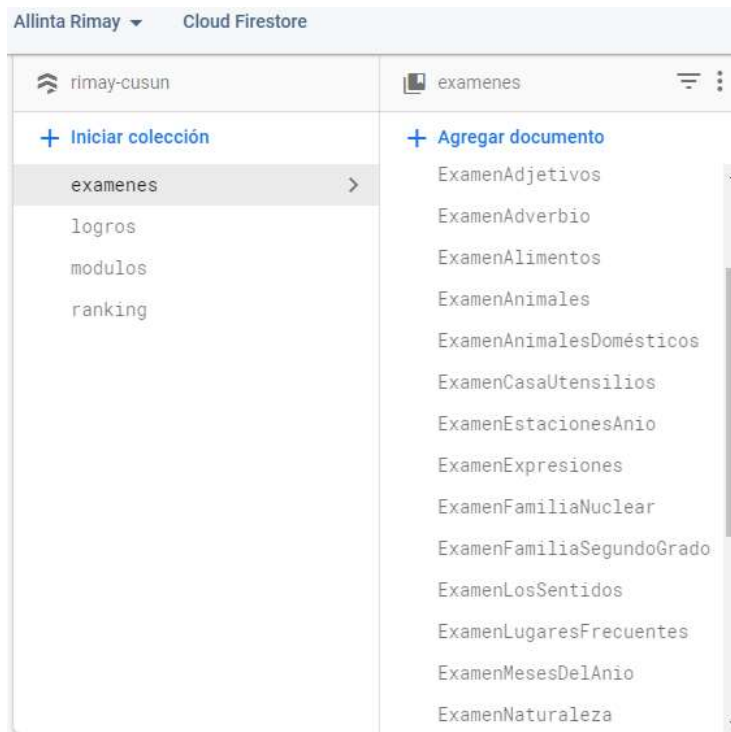 Allinta Rimay Cloud Firestore
rimay-cusun
Iniciar colección
examenes
logros
modulos
ranking
examenes
Agregar documento
ExamenAdjetivos
ExamenAdverbio
ExamenAlimentos
ExamenAnimales
ExamenAnimalesDomésticos
ExamenCasaUtensilios
ExamenEstacionesAnio
ExamenExpresiones
ExamenFamiliaNuclear
ExamenFamiliaSegundoGrado
ExamenLosSentidos
ExamenLugaresFrecuentes
ExamenMesesDelAnio
ExamenNaturaleza